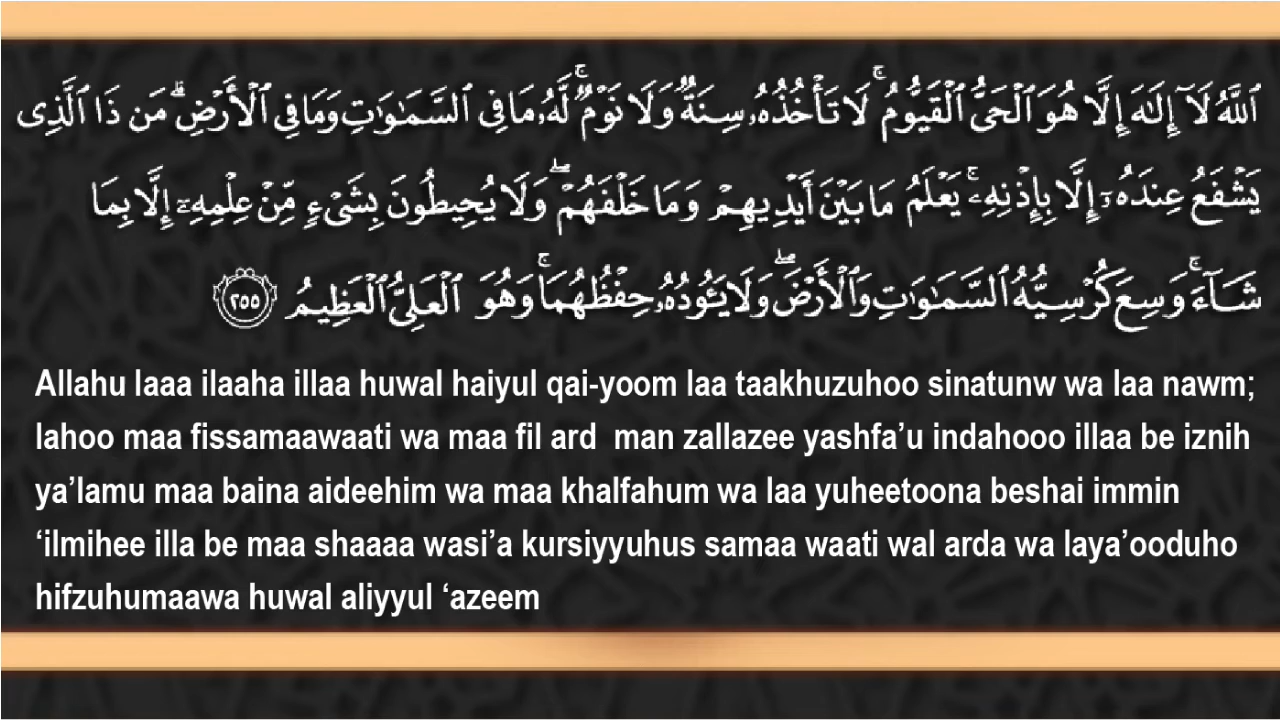 ٱللَّهُ لَآ إِلَٰهَ إِلَّا هُوَ ٱلْحَىُّ ٱلْقَيُّومُ ۚ لَا تَأْخُذُهُۥ سِنَةٌ وَلَا نَوْمٌ ۚ لَّهُۥ مَا فِى ٱلسَّمَٰوَٰتِ وَمَا فِى ٱلْأَرْضِ ۗ مَن ذَا ٱلَّذِى
يَشْفَعُ عِندَهُۥٓ إِلَّا بِإِذْنِهِۦ ۚ يَعْلَمُ مَا بَيْنَ أَيْدِيهِمْ وَمَا خَلْفَهُمْ ۖ وَلَا يُحِيطُونَ بِشَىْءٍ مِّنْ عِلْمِهِۦٓ إِلَّا بِمَا
شَآءَ ۚ وَسِعَ كُرْسِيُّهُ ٱلسَّمَٰوَٰتِ وَٱلْأَرْضَ ۖ وَلَا يَـُٔودُهُۥ حِفْظُهُمَا ۚ وَهُوَ ٱلْعَلِىُّ ٱلْعَظِيمُ ٢٥٥
Allahu laaa ilaaha illaa huwal haiyul qai-yoom laa taakhuzuhoo sinatunw wa laa nawm;
lahoo maa fissamaawaati wa maa fil ard  man zallazee yashfa’u indahooo illaa be iznih
ya’lamu maa baina aideehim wa maa khalfahum wa laa yuheetoona beshai immin
‘ilmihee illa be maa shaaaa wasi’a kursiyyuhus samaa waati wal arda wa laya’ooduho
hifzuhumaawa huwal aliyyul ‘azeem